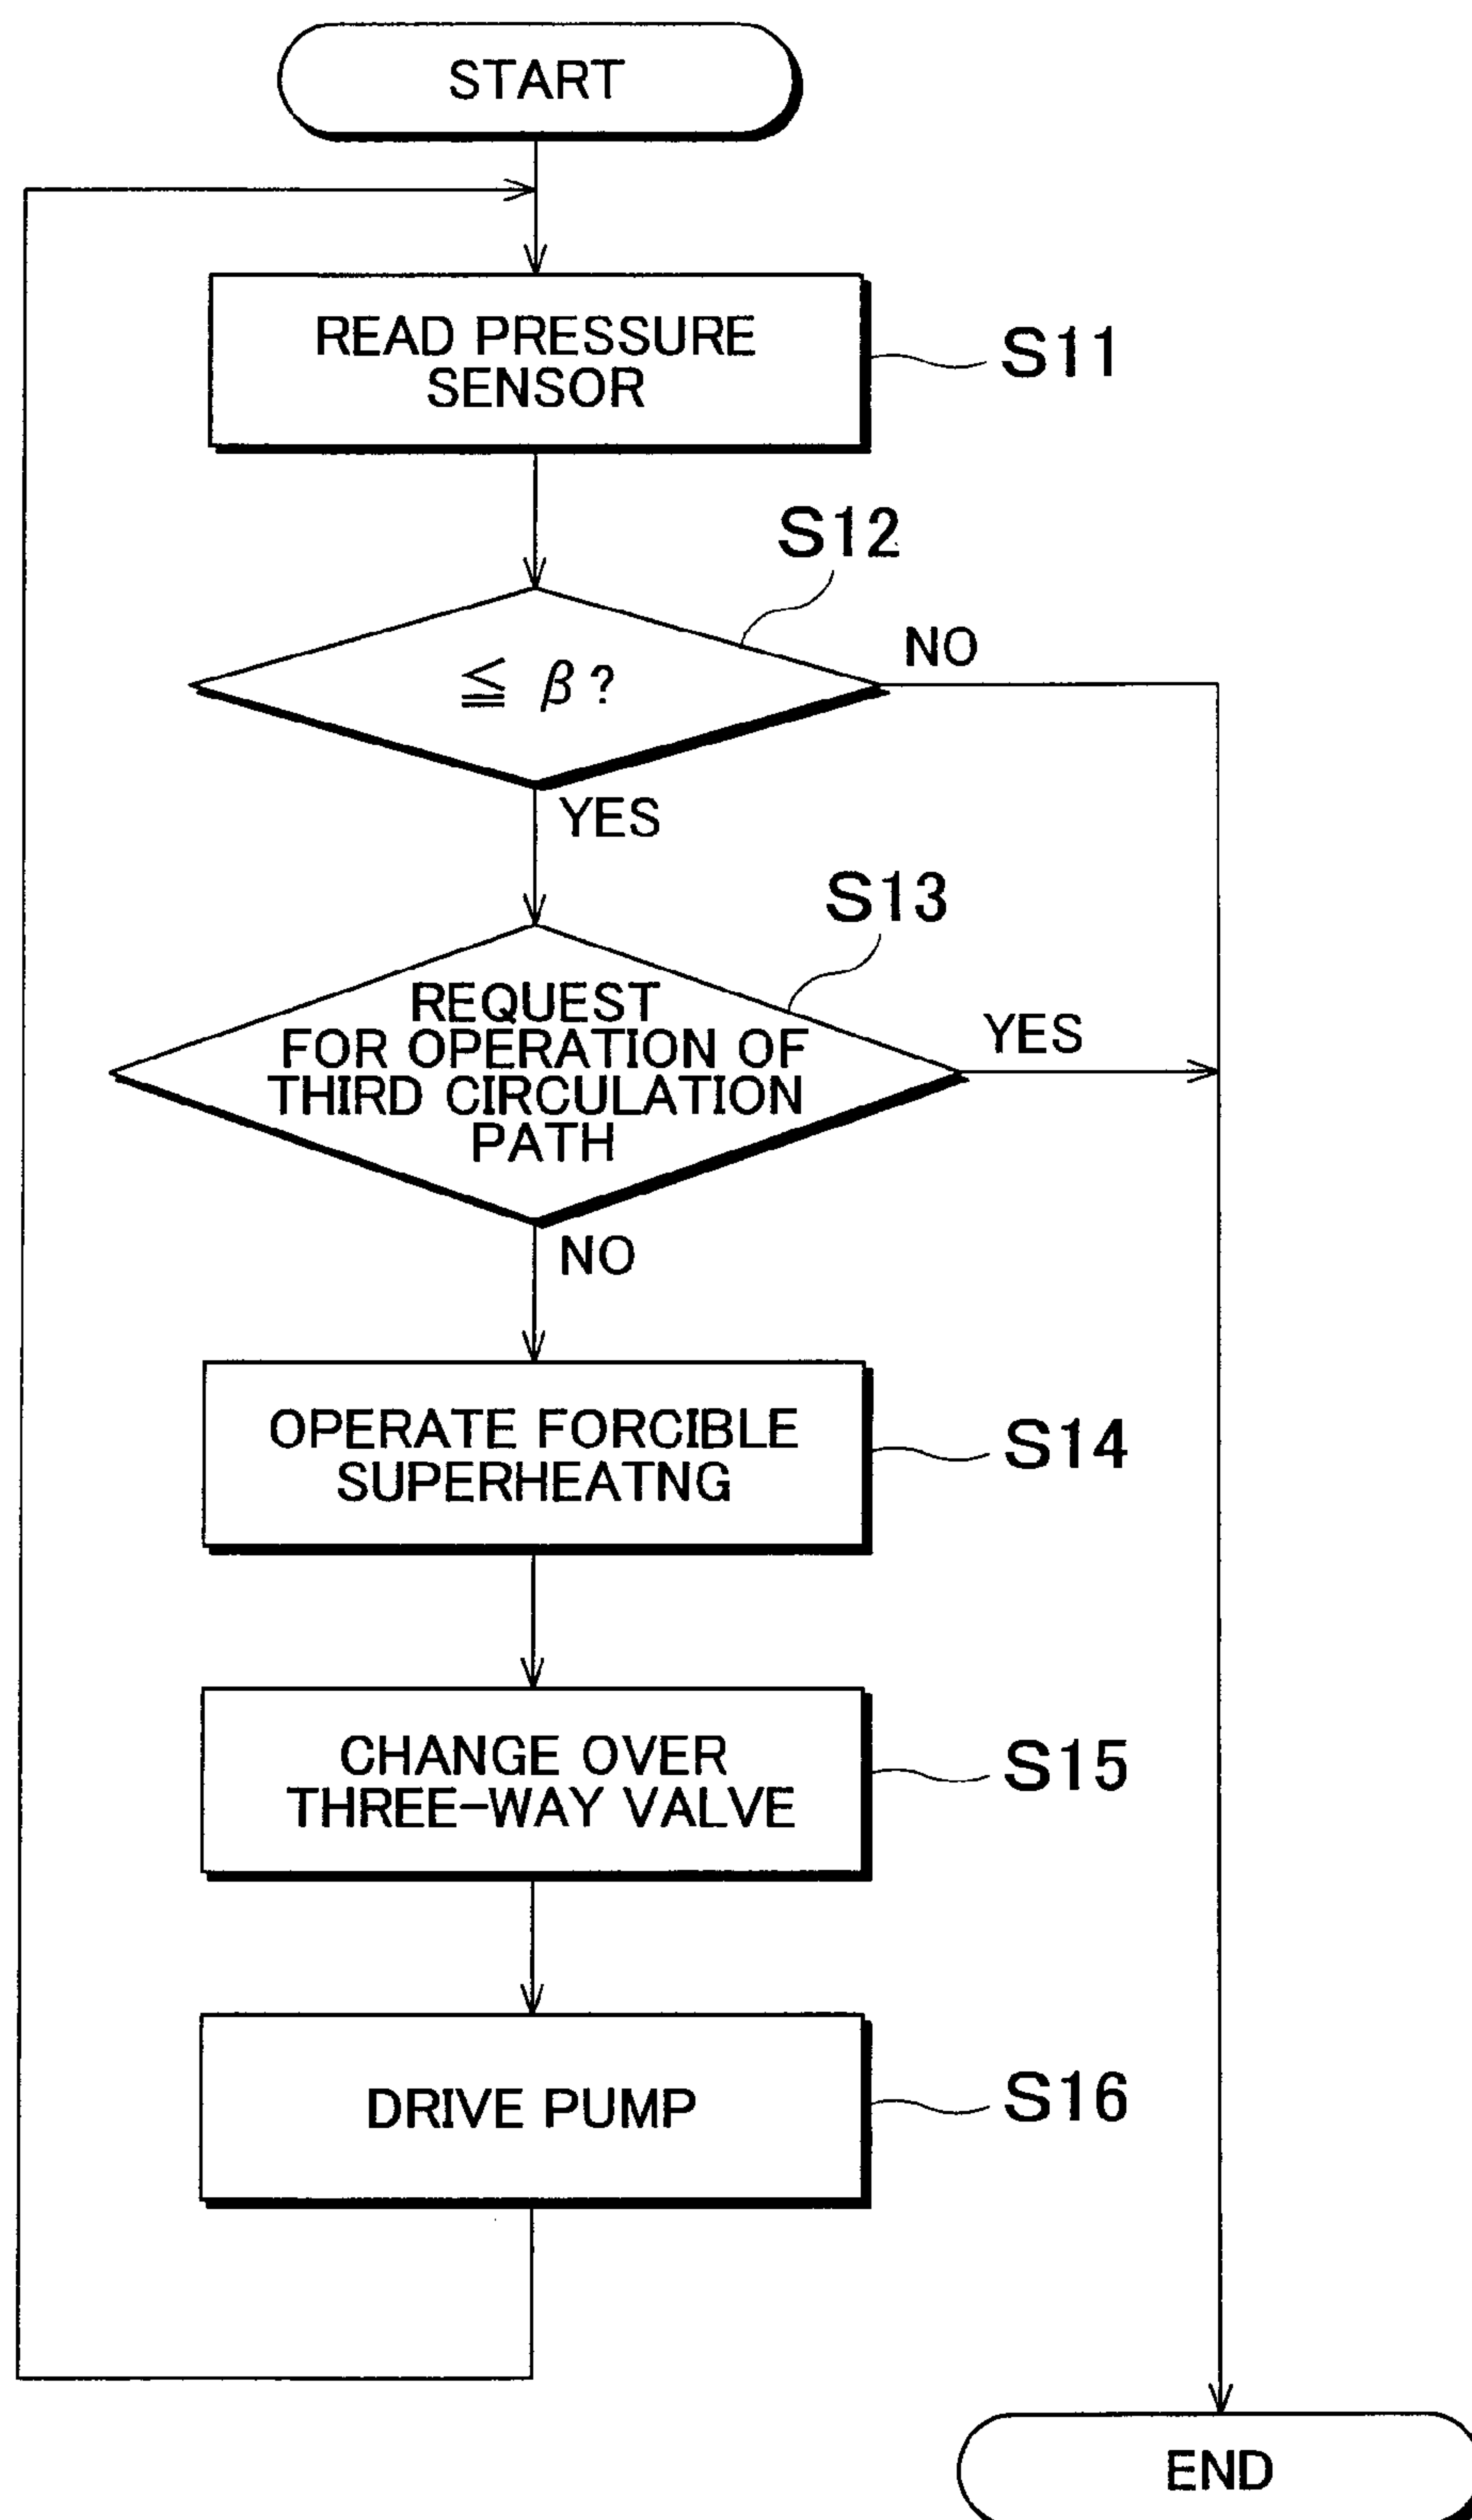 START
READ PRESSURE
SENSOR
S11
S12
≦ β?
NO
YES
S13
REQUEST
FOR OPERATION OF
THIRD CIRCULATION
PATH
YES
NO
OPERATE FORCIBLE
SUPERHEATNG
S14
CHANGE OVER
THREE-WAY VALVE
S15
DRIVE PUMP
S16
END